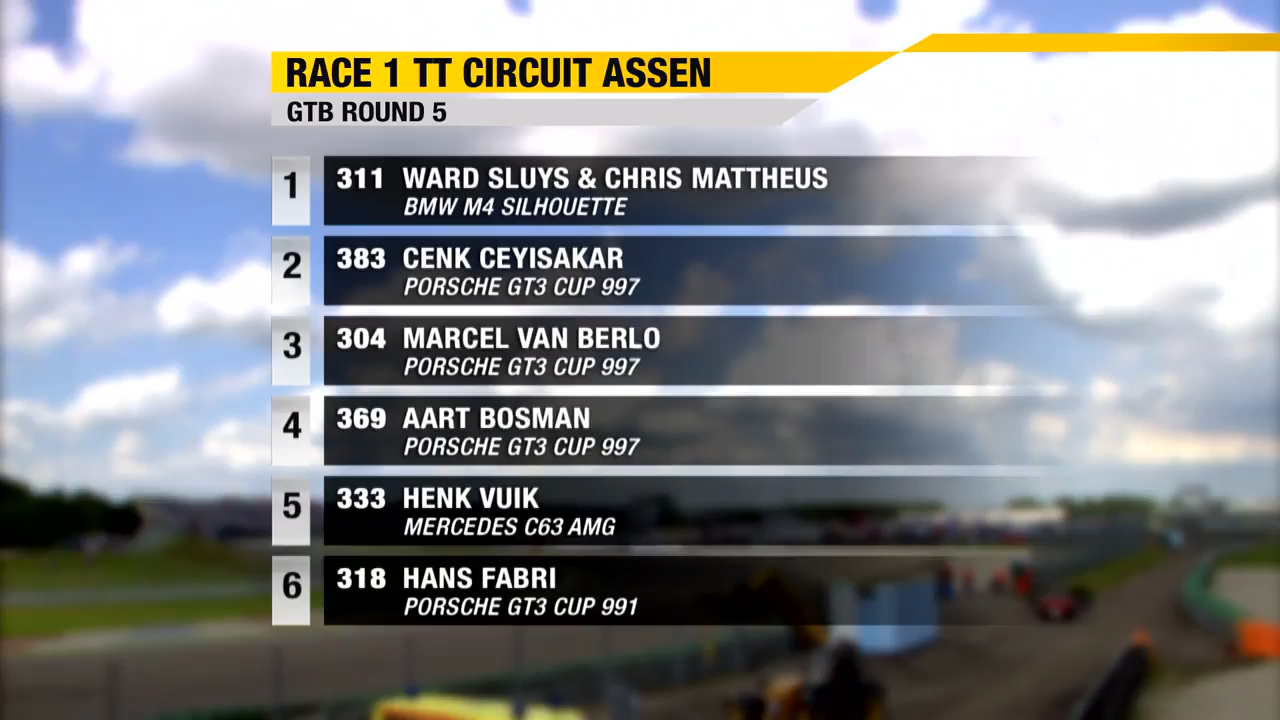 RACE 1 TT CIRCUIT ASSEN
GTB ROUND 5
1 311 WARD SLUYS & CHRIS MATTHEUS
BMW M4 SILHOUETTE
2 383 CENK CEYISAKAR
PORSCHE GT3 CUP 997
3 304 MARCEL VAN BERLO
PORSCHE GT3 CUP 997
4 369 AART BOSMAN
PORSCHE GT3 CUP 997
5 333 HENK VUIK
MERCEDES C63 AMG
6 318 HANS FABRI
PORSCHE GT3 CUP 991